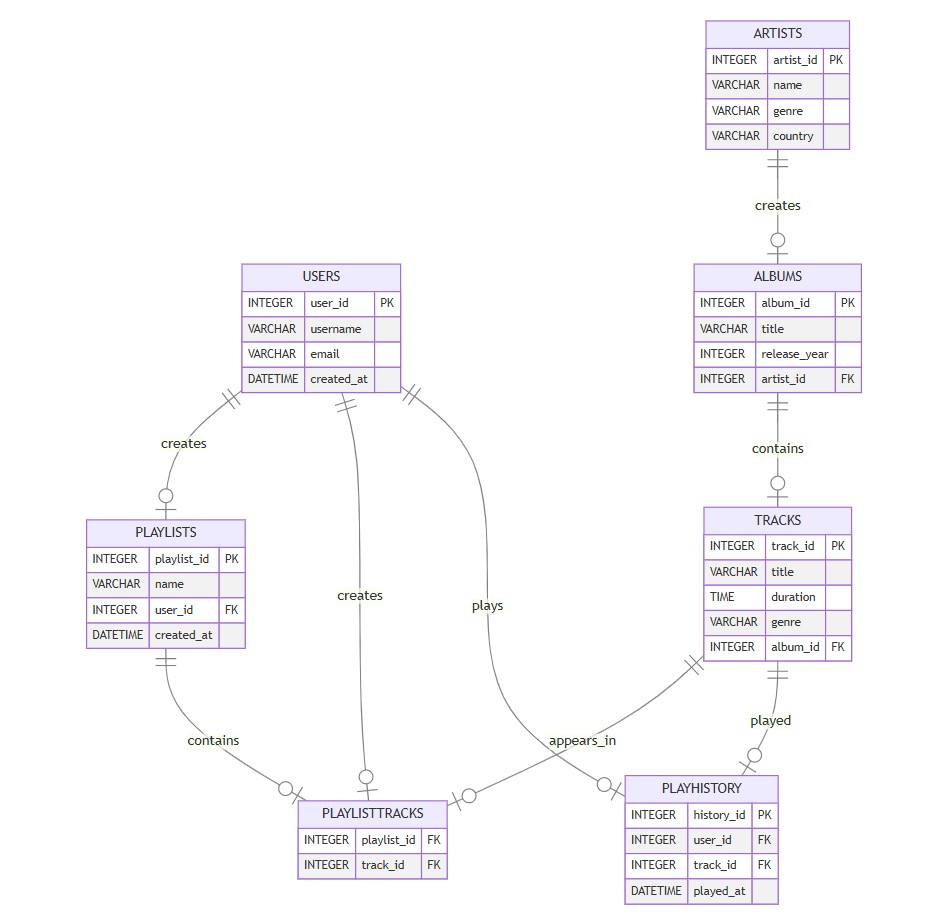 ARTISTS
INTEGER artist_id PK
VARCHAR name
VARCHAR genre
VARCHAR country
creates
USERS
INTEGER user_id PK
VARCHAR username
VARCHAR email
DATETIME created_at
ALBUMS
INTEGER album_id PK
VARCHAR title
INTEGER release_year
INTEGER artist_id FK
creates
contains
PLAYLISTS
INTEGER playlist_id PK
VARCHAR name
INTEGER user_id FK
DATETIME created_at
creates
plays
TRACKS
INTEGER track_id PK
VARCHAR title
TIME duration
VARCHAR genre
INTEGER album_id FK
contains
appears_in
played
PLAYLISTTRACKS
INTEGER playlist_id FK
INTEGER track_id FK
PLAYHISTORY
INTEGER history_id PK
INTEGER user_id FK
INTEGER track_id FK
DATETIME played_at